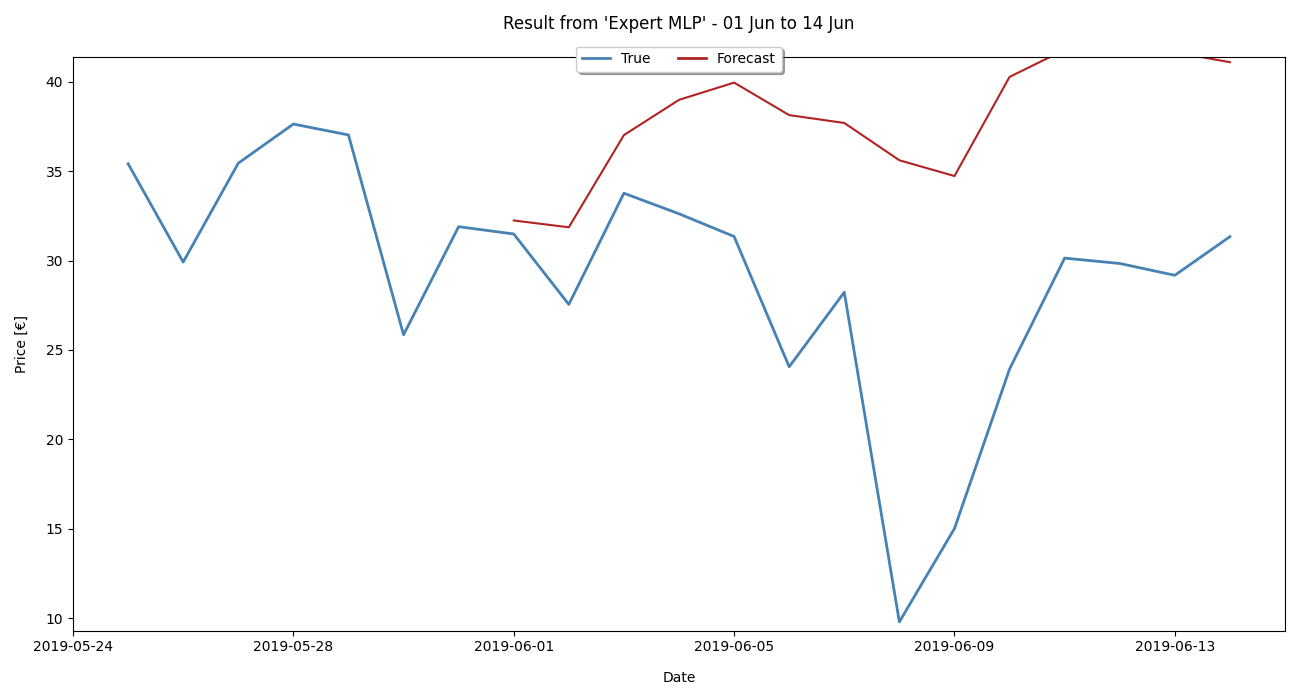 Result from 'Expert MLP' - 01 Jun to 14 Jun
True Forecast
40
35
30
25
20
15
10
Price [€]
2019-05-24 2019-05-28 2019-06-01 2019-06-05 2019-06-09 2019-06-13
Date